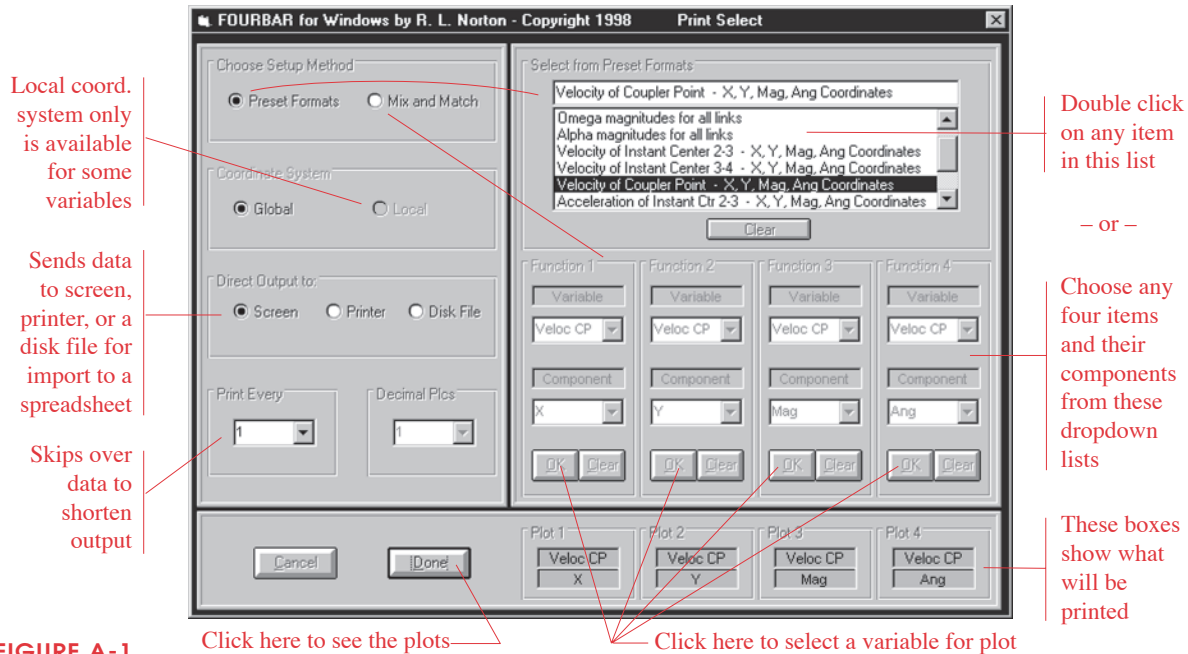 FOURBAR for Windows by R. L. Norton - Copyright 1998 Print Select
Choose Setup Method
Preset Formats
Mix and Match
Coordinate System
Global
Local
Direct Output to:
Screen
Printer
Disk File
Print Every
1
Decimal Plcs
1
Select from Preset Formats
Velocity of Coupler Point - X, Y, Mag, Ang Coordinates
Omega magnitudes for all links
Alpha magnitudes for all links
Velocity of Instant Center 2-3 - X, Y, Mag, Ang Coordinates
Velocity of Instant Center 3-4 - X, Y, Mag, Ang Coordinates
Velocity of Coupler Point - X, Y, Mag, Ang Coordinates
Acceleration of Instant Ctr 2-3 - X, Y, Mag, Ang Coordinates
Clear
Function 1
Variable
Veloc CP
Component
X
OK
Clear
Function 2
Variable
Veloc CP
Component
Y
OK
Clear
Function 3
Variable
Veloc CP
Component
Mag
OK
Clear
Function 4
Variable
Veloc CP
Component
Ang
OK
Clear
Cancel
Done
Plot 1
Veloc CP
X
Plot 2
Veloc CP
Y
Plot 3
Veloc CP
Mag
Plot 4
Veloc CP
Ang
Local coord.
system only
is available
for some
variables
Sends data
to screen,
printer, or a
disk file for
import to a
spreadsheet
Skips over
data to
shorten
output
Double click
on any item
in this list
– or –
Choose any
four items
and their
components
from these
dropdown
lists
These boxes
show what
will be
printed
Click here to see the plots
Click here to select a variable for plot
FIGURE A-1